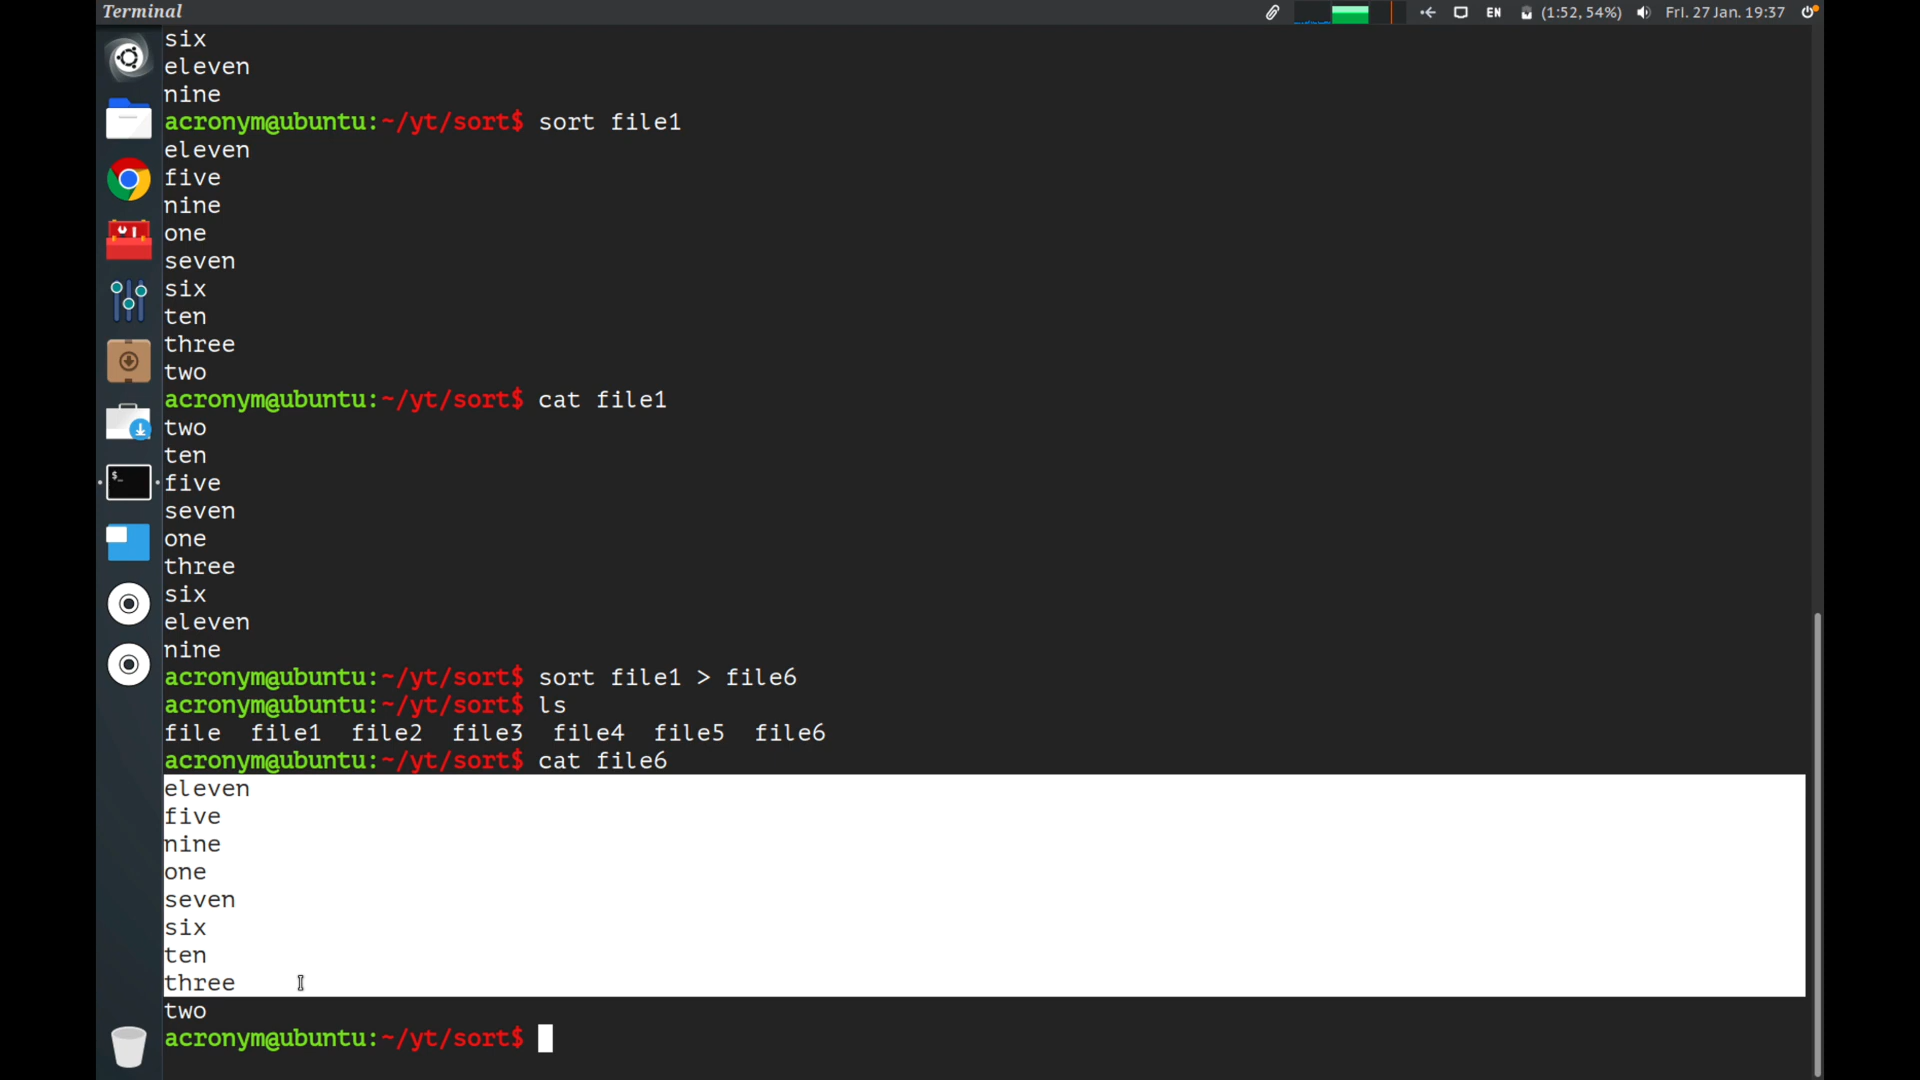 Terminal
EN (1:52, 54%) Fri. 27 Jan. 19:37
six
eleven
nine
acronym@ubuntu:~/yt/sort$ sort file1
eleven
five
nine
one
seven
six
ten
three
two
acronym@ubuntu:~/yt/sort$ cat file1
two
ten
five
seven
one
three
six
eleven
nine
acronym@ubuntu:~/yt/sort$ sort file1 > file6
acronym@ubuntu:~/yt/sort$ ls
file file1 file2 file3 file4 file5 file6
acronym@ubuntu:~/yt/sort$ cat file6
eleven
five
nine
one
seven
six
ten
three
two
acronym@ubuntu:~/yt/sort$